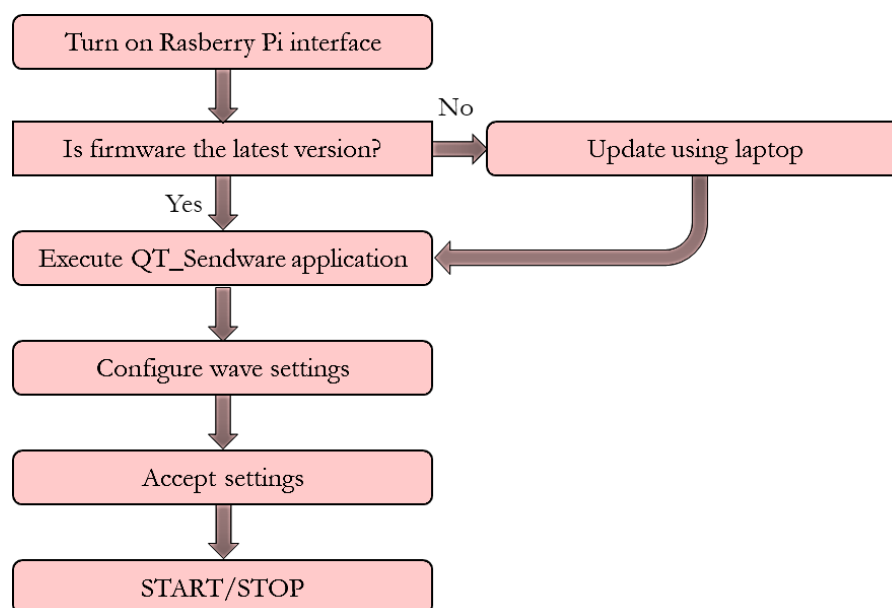 Turn on Rasberry Pi interface
No
Is firmware the latest version?
Update using laptop
Yes
Execute QT_Sendware application
Configure wave settings
Accept settings
START/STOP